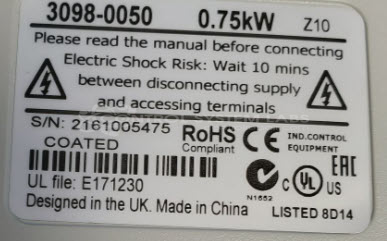 3098-0050 0.75kW Z10
Please read the manual before connecting
Electric Shock Risk: Wait 10 mins
between disconnecting supply
and accessing terminals
S/N: 2161005475
COATED
RoHS
Compliant
CE
IND.CONTROL
EQUIPMENT
N1652
C UL US
EAC
UL file: E171230
Designed in the UK. Made in China
LISTED 8D14